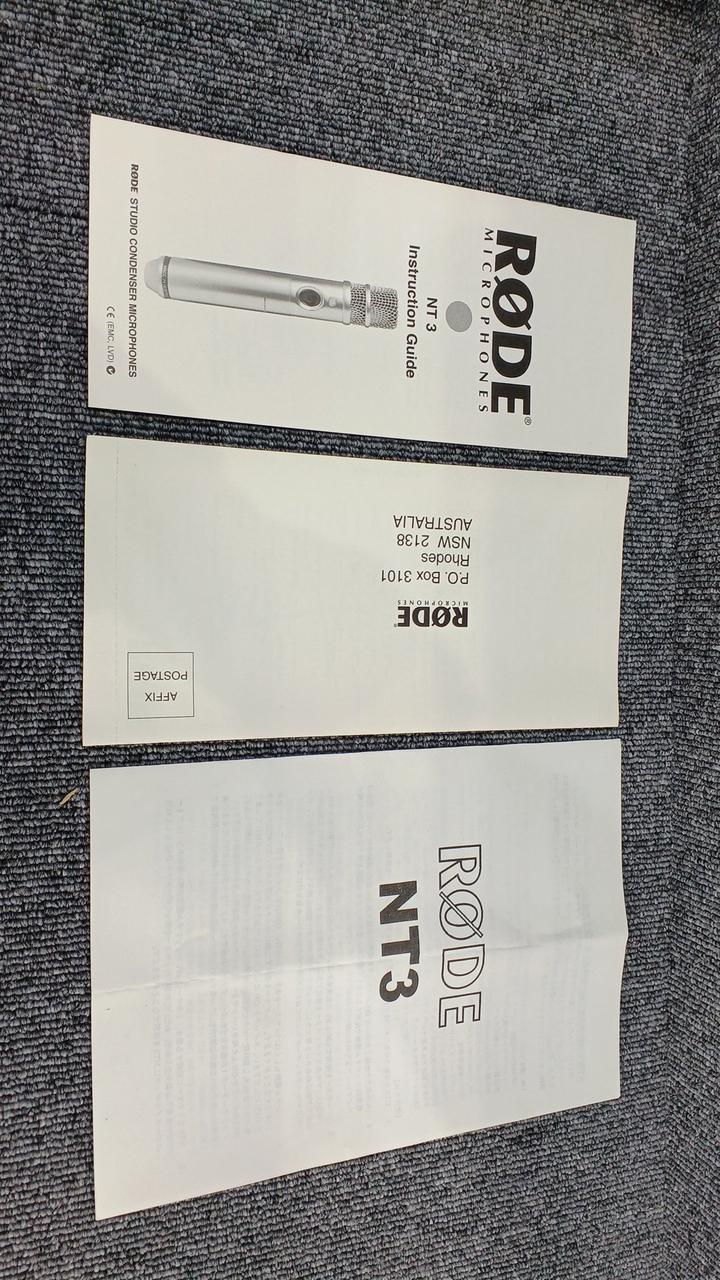 RØDE®
MICROPHONES
NT 3
Instruction Guide
RØDE STUDIO CONDENSER MICROPHONES
CE (EMC, LVD)
AFFIX
POSTAGE
RØDE®
MICROPHONES
P.O. Box 3101
Rhodes
NSW 2138
AUSTRALIA
RØDE
NT3